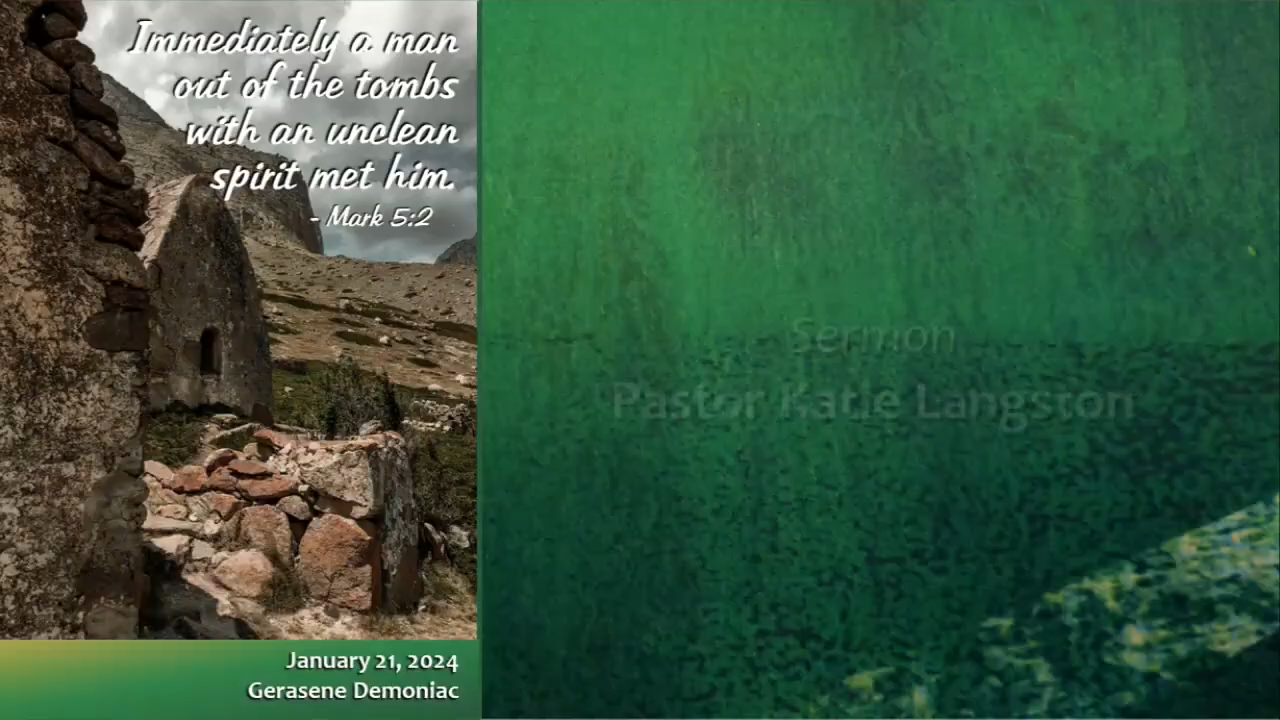 Immediately a man
out of the tombs
with an unclean
spirit met him.
- Mark 5:2
January 21, 2024
Gerasene Demoniac
Sermon
Pastor Katie Langston